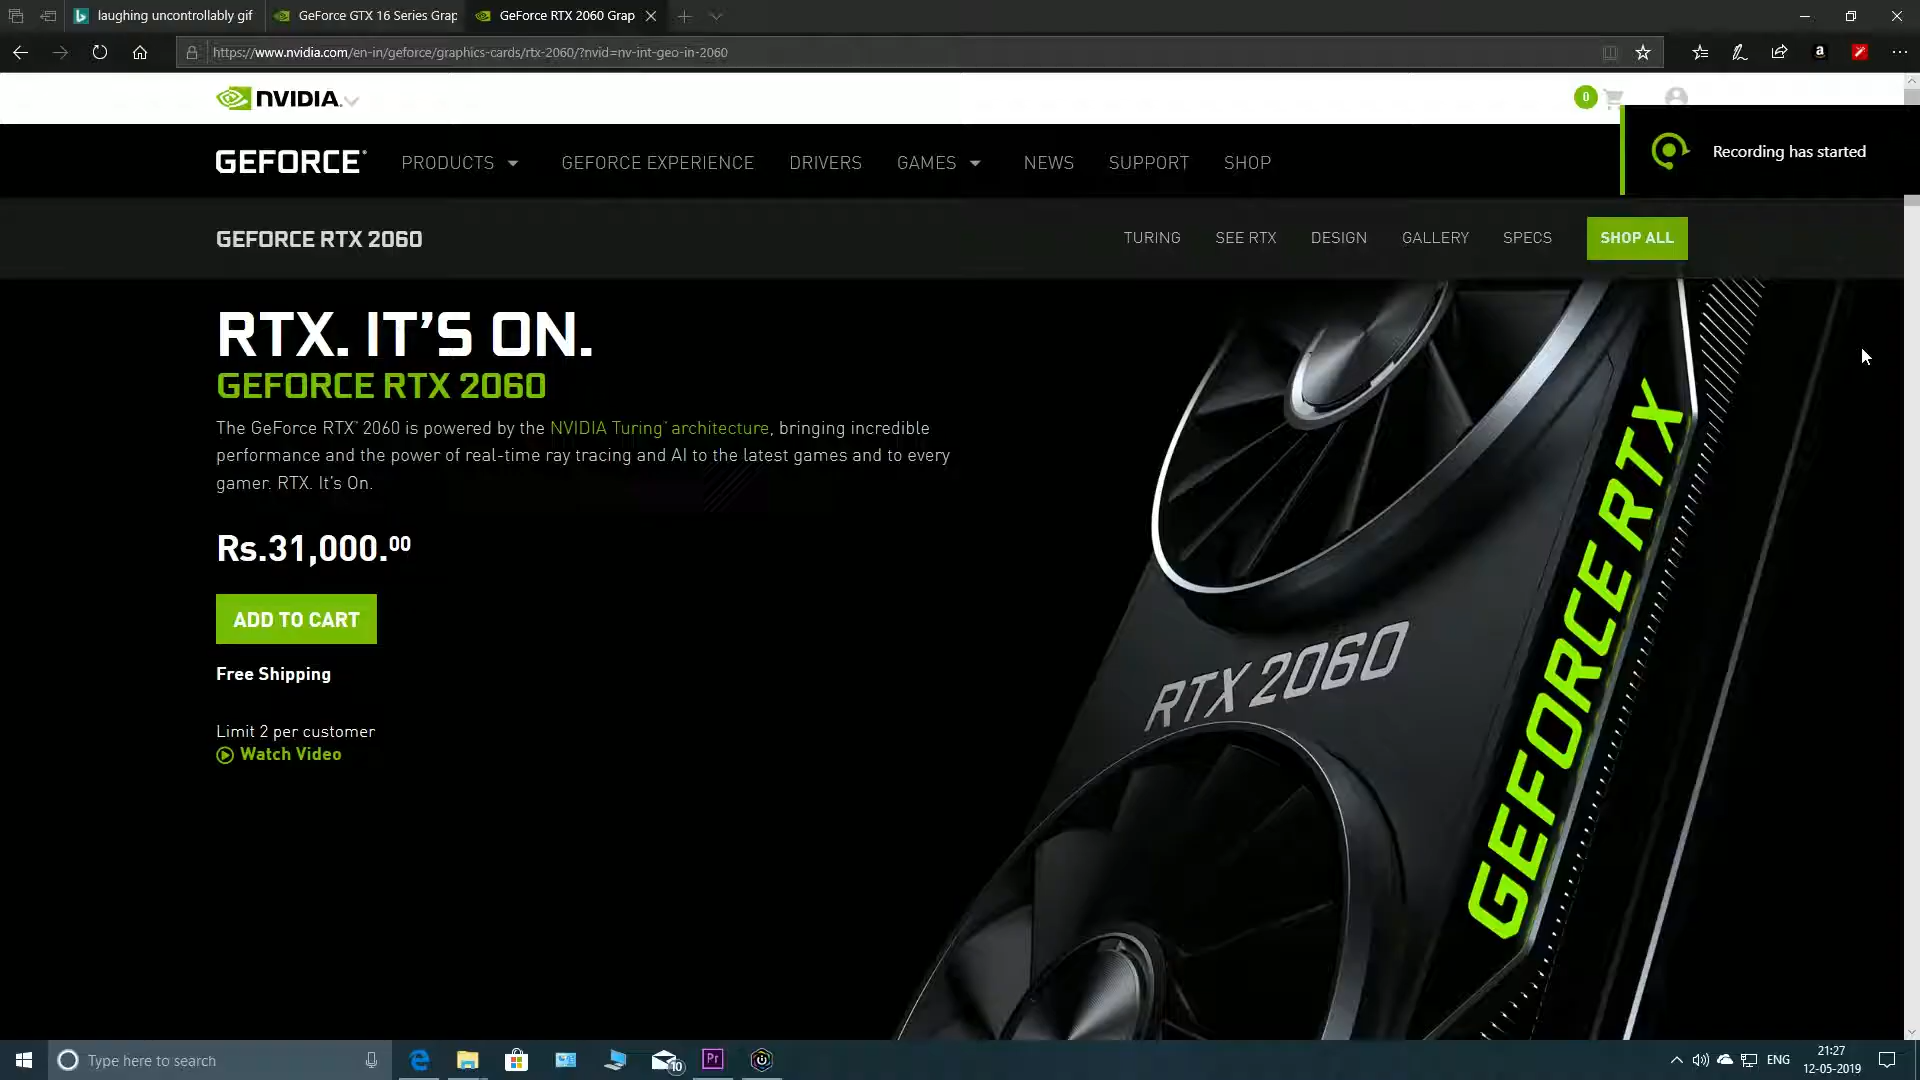 laughing uncontrollably gif
GeForce GTX 16 Series Grap
GeForce RTX 2060 Grap
https://www.nvidia.com/en-in/geforce/graphics-cards/rtx-2060/?nvid=nv-int-geo-in-2060
NVIDIA.
0
Recording has started
GEFORCE PRODUCTS GEFORCE EXPERIENCE DRIVERS GAMES NEWS SUPPORT SHOP
GEFORCE RTX 2060 TURING SEE RTX DESIGN GALLERY SPECS SHOP ALL
RTX. IT'S ON.
GEFORCE RTX 2060
The GeForce RTX™ 2060 is powered by the NVIDIA Turing™ architecture, bringing incredible
performance and the power of real-time ray tracing and AI to the latest games and to every
gamer. RTX. It's On.
Rs.31,000.00
ADD TO CART
Free Shipping
Limit 2 per customer
Watch Video
RTX 2060
GEFORCE RTX
Type here to search
10
Pr
ENG
21:27
12-05-2019